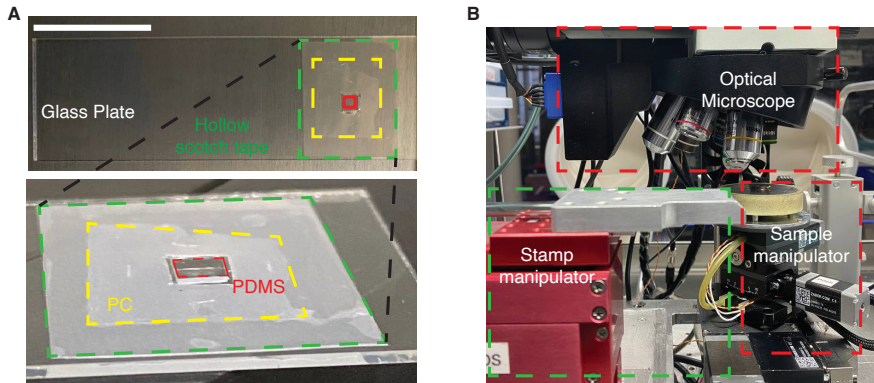 A
Glass Plate
Hollow
scotch tape
PC
PDMS
B
Optical
Microscope
Stamp
manipulator
Sample
manipulator